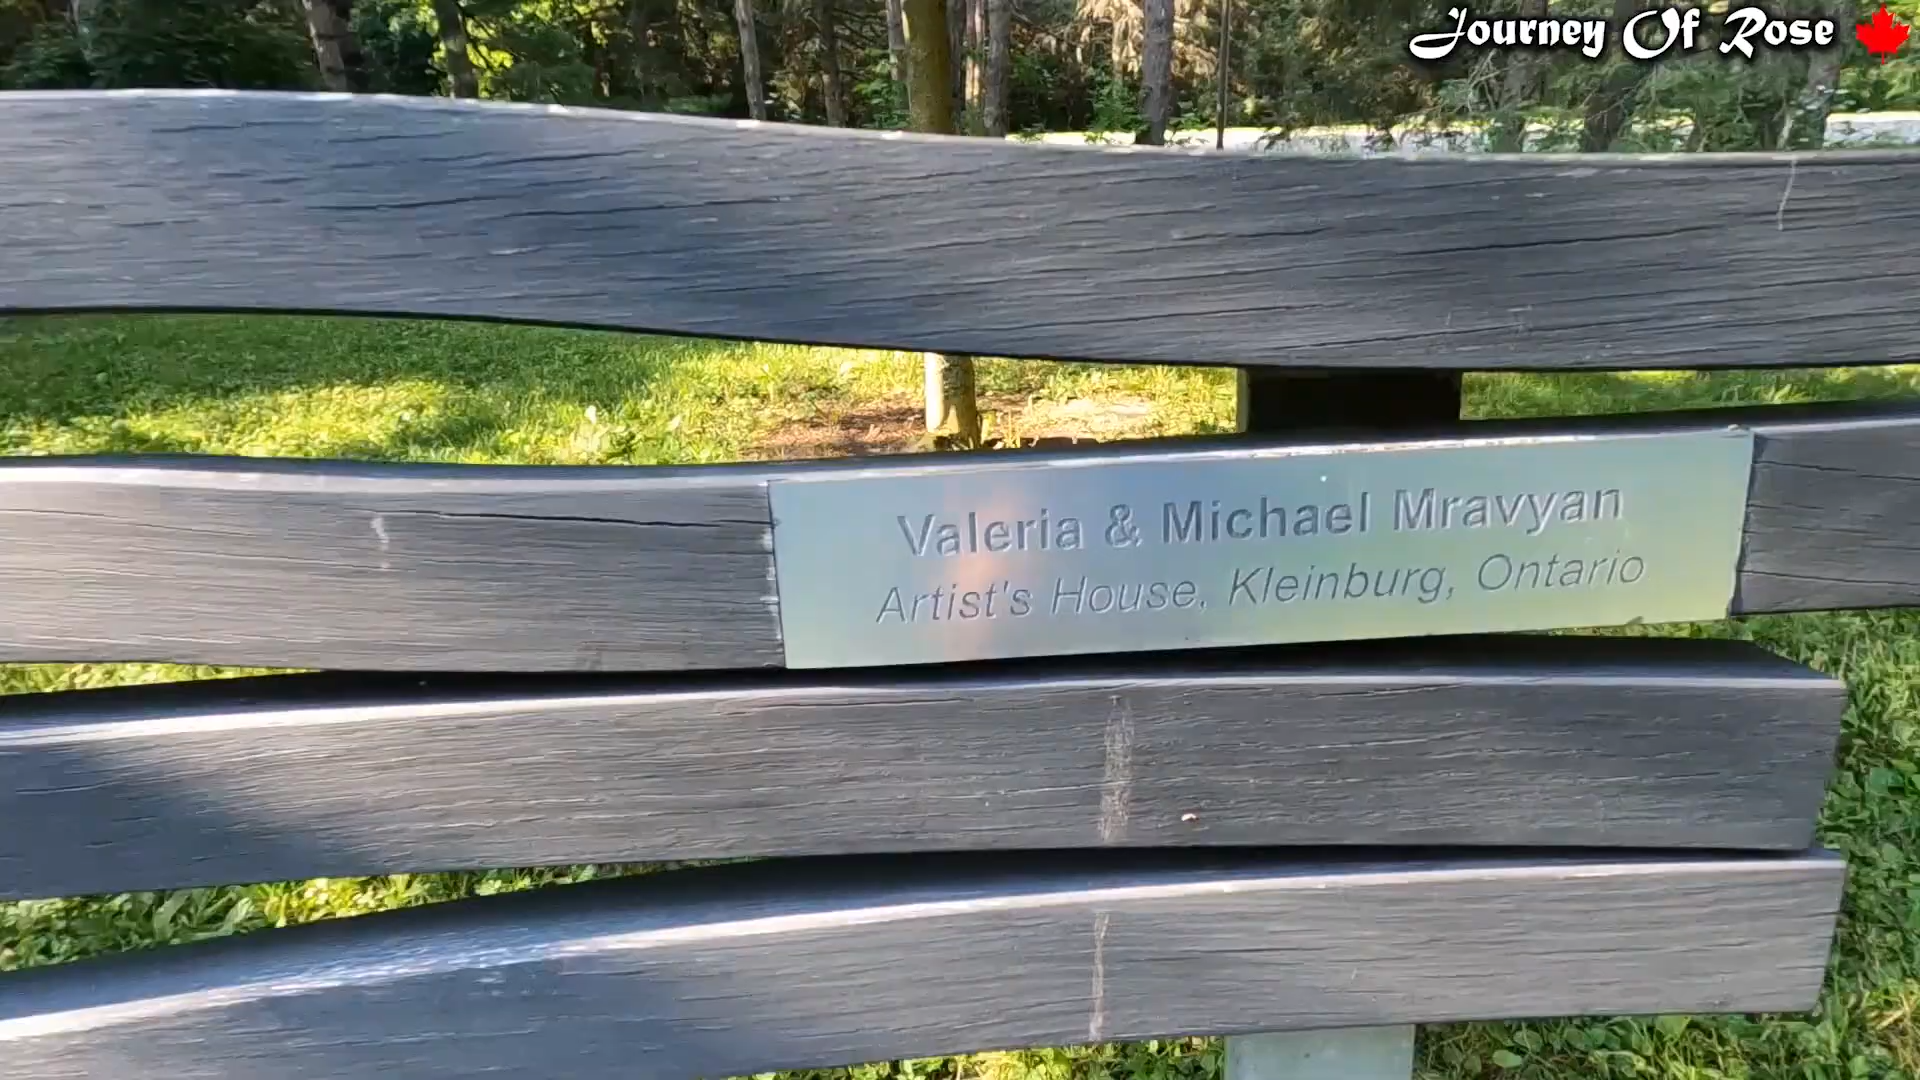 Journey Of Rose
Valeria & Michael Mravyan
Artist's House, Kleinburg, Ontario